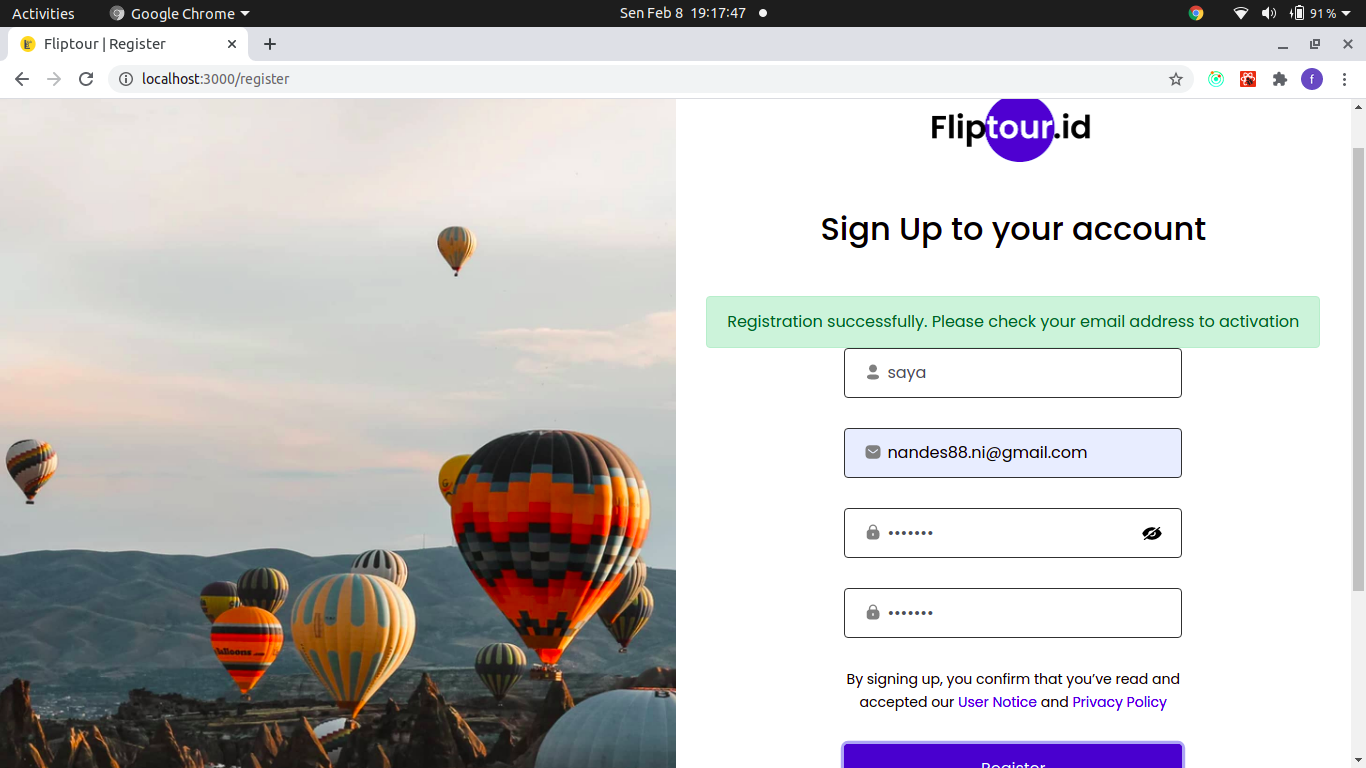 Activities
Google Chrome
Sen Feb 8 19:17:47
91 %
Fliptour | Register
localhost:3000/register
f
Fliptour.id
Sign Up to your account
Registration successfully. Please check your email address to activation
saya
nandes88.ni@gmail.com
•••••••
•••••••
By signing up, you confirm that you’ve read and
accepted our User Notice and Privacy Policy
Register